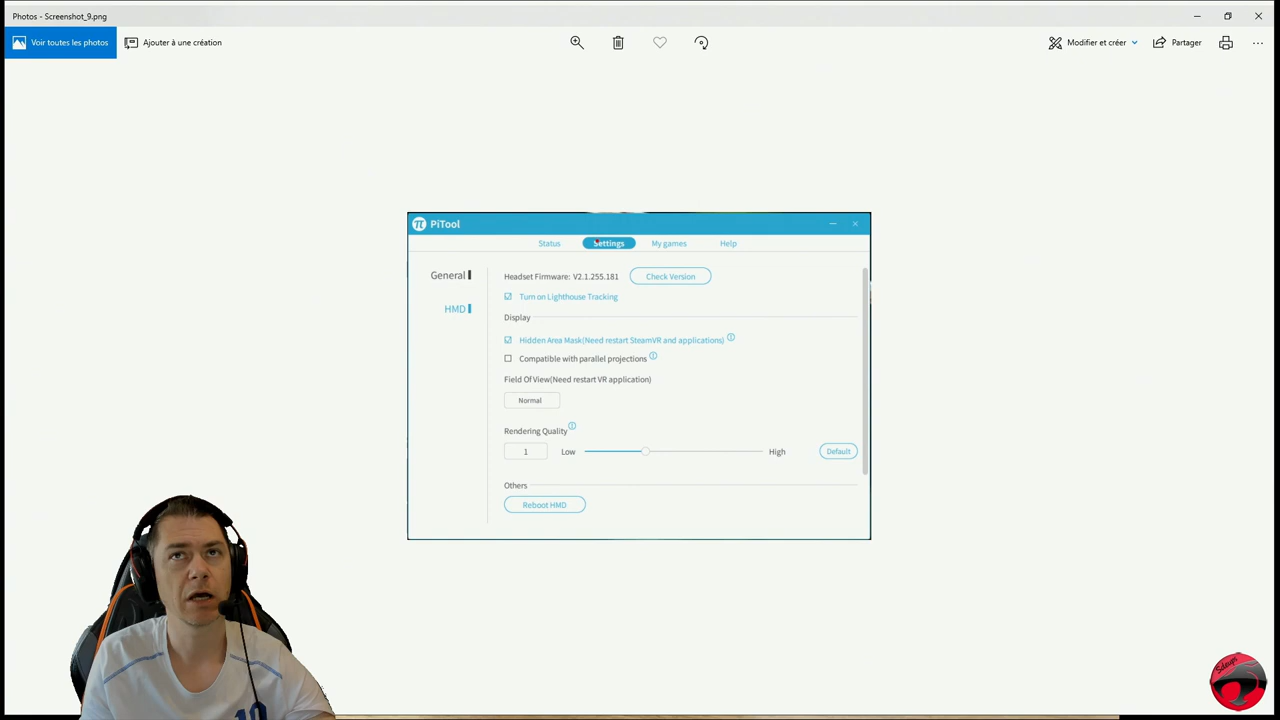 Photos - Screenshot_9.png
Voir toutes les photos
Ajouter à une création
Modifier et créer
Partager
PiTool
Status
Settings
My games
Help
General
HMD
Headset Firmware: V2.1.255.181
Check Version
Turn on Lighthouse Tracking
Display
Hidden Area Mask(Need restart SteamVR and applications)
Compatible with parallel projections
Field Of View(Need restart VR application)
Normal
Rendering Quality
1
Low
High
Default
Others
Reboot HMD
10